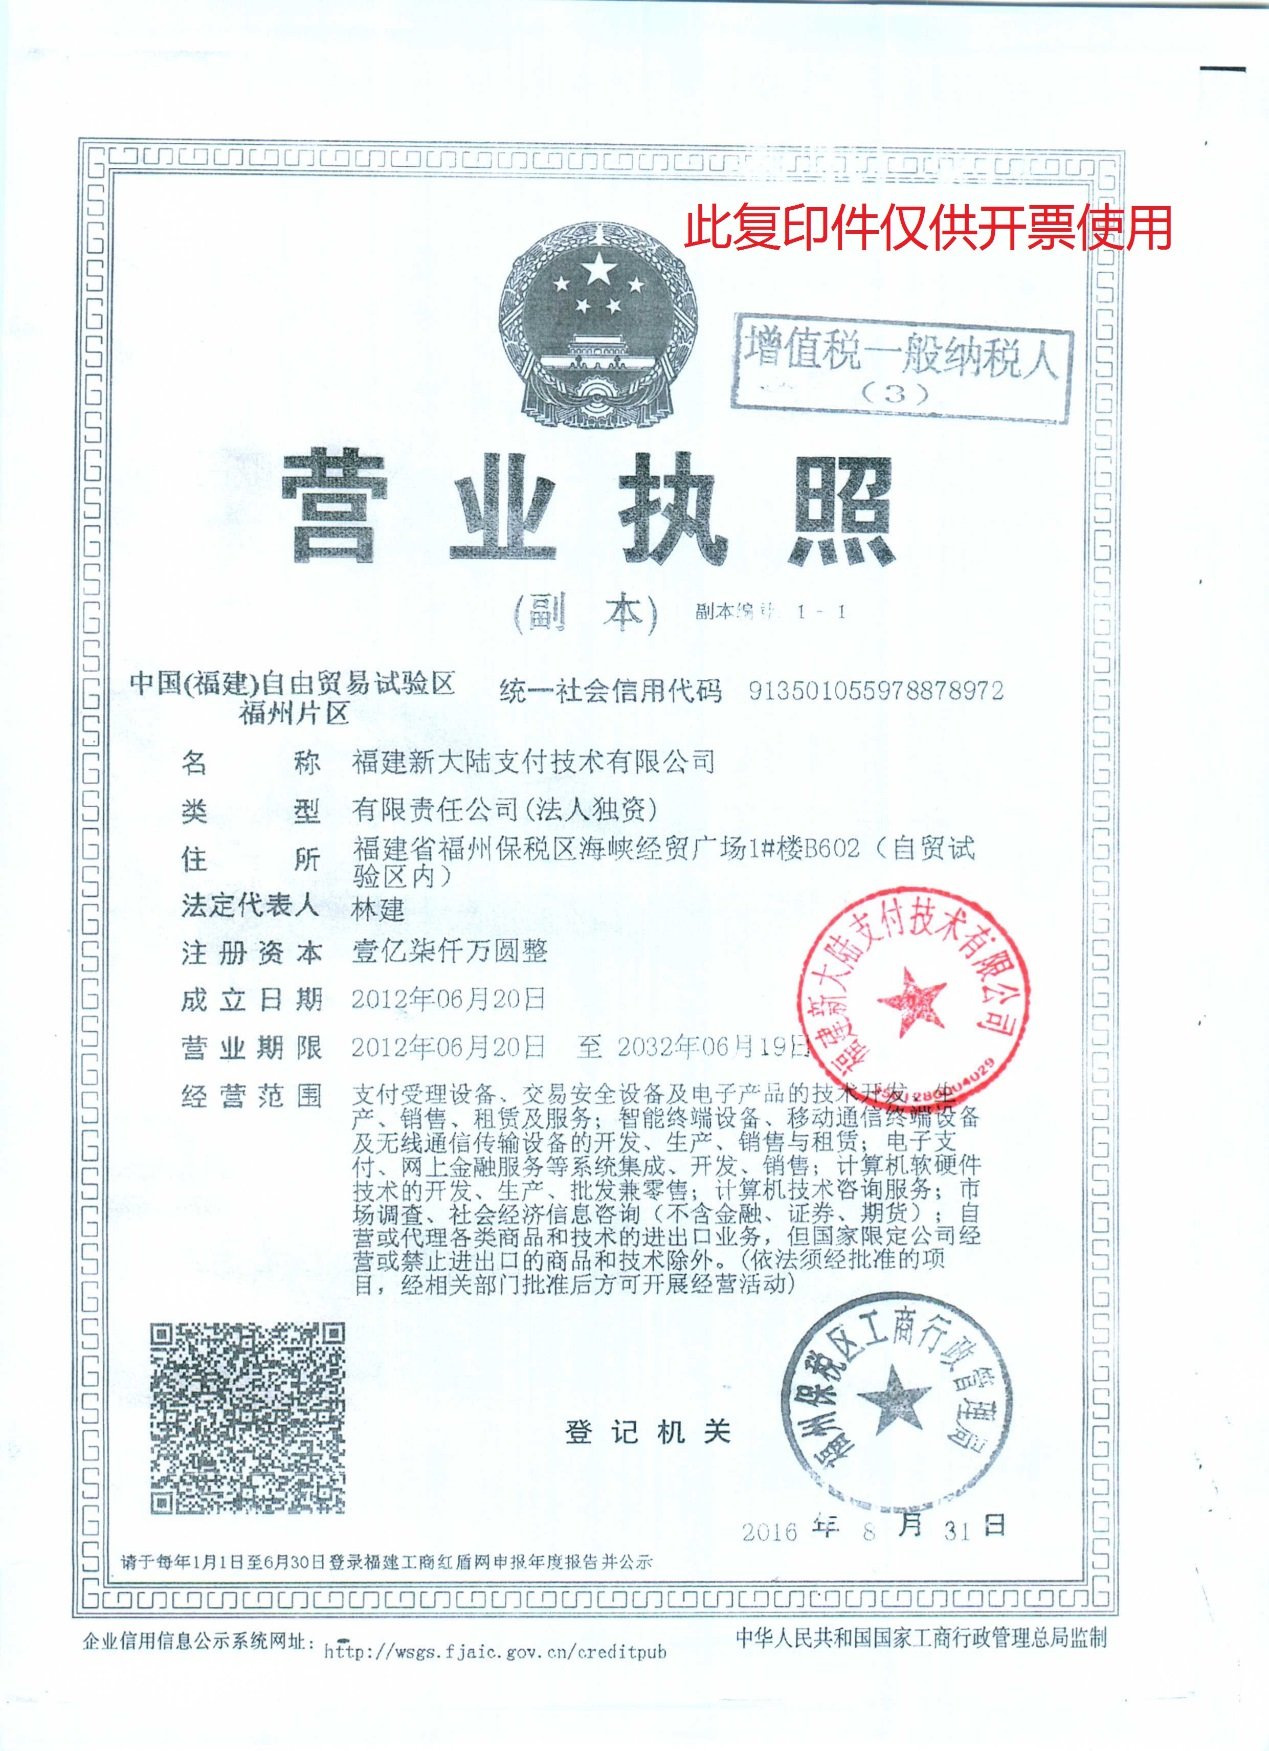 此复印件仅供开票使用
增值税一般纳税人
（3）
营业执照
(副 本) 副本编号 1 - 1
中国(福建)自由贸易试验区
福州片区
统一社会信用代码 913501055978878972
名 称 福建新大陆支付技术有限公司
类 型 有限责任公司(法人独资)
住 所 福建省福州保税区海峡经贸广场1#楼B602（自贸试
验区内）
法定代表人 林建
注册资本 壹亿柒仟万圆整
成立日期 2012年06月20日
营业期限 2012年06月20日 至 2032年06月19日
经营范围 支付受理设备、交易安全设备及电子产品的技术开发、生
产、销售、租赁及服务；智能终端设备、移动通信终端设备
及无线通信传输设备的开发、生产、销售与租赁；电子支
付、网上金融服务等系统集成、开发、销售；计算机软硬件
技术的开发、生产、批发兼零售；计算机技术咨询服务；市
场调查、社会经济信息咨询（不含金融、证券、期货）；自
营或代理各类商品和技术的进出口业务，但国家限定公司经
营或禁止进出口的商品和技术除外。(依法须经批准的项
目，经相关部门批准后方可开展经营活动)
福建新大陆支付技术有限公司
登记机关
福州保税区工商行政管理局
2016 年 8 月 31 日
请于每年1月1日至6月30日登录福建工商红盾网申报年度报告并公示
企业信用信息公示系统网址： http://wsgs.fjaic.gov.cn/creditpub
中华人民共和国国家工商行政管理总局监制